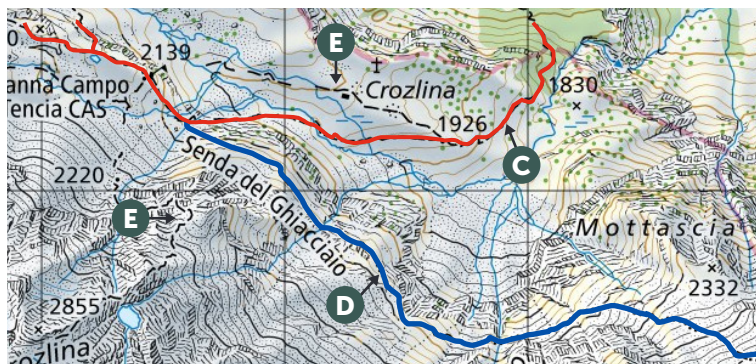 2139
E
Crozlina
1830
anna Campo
Tencia CAS
1926
C
2220
Senda del Ghiacciaio
E
Mottascia
D
2332
2855
Crozlina